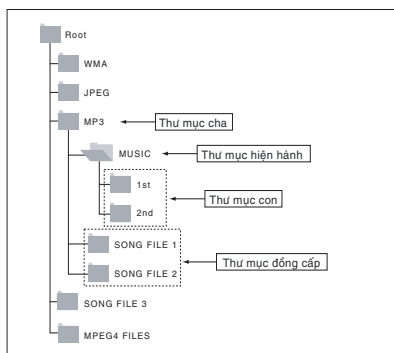 Root
WMA
JPEG
MP3 Thư mục cha
MUSIC Thư mục hiện hành
1st
Thư mục con
2nd
SONG FILE 1
Thư mục đồng cấp
SONG FILE 2
SONG FILE 3
MPEG4 FILES